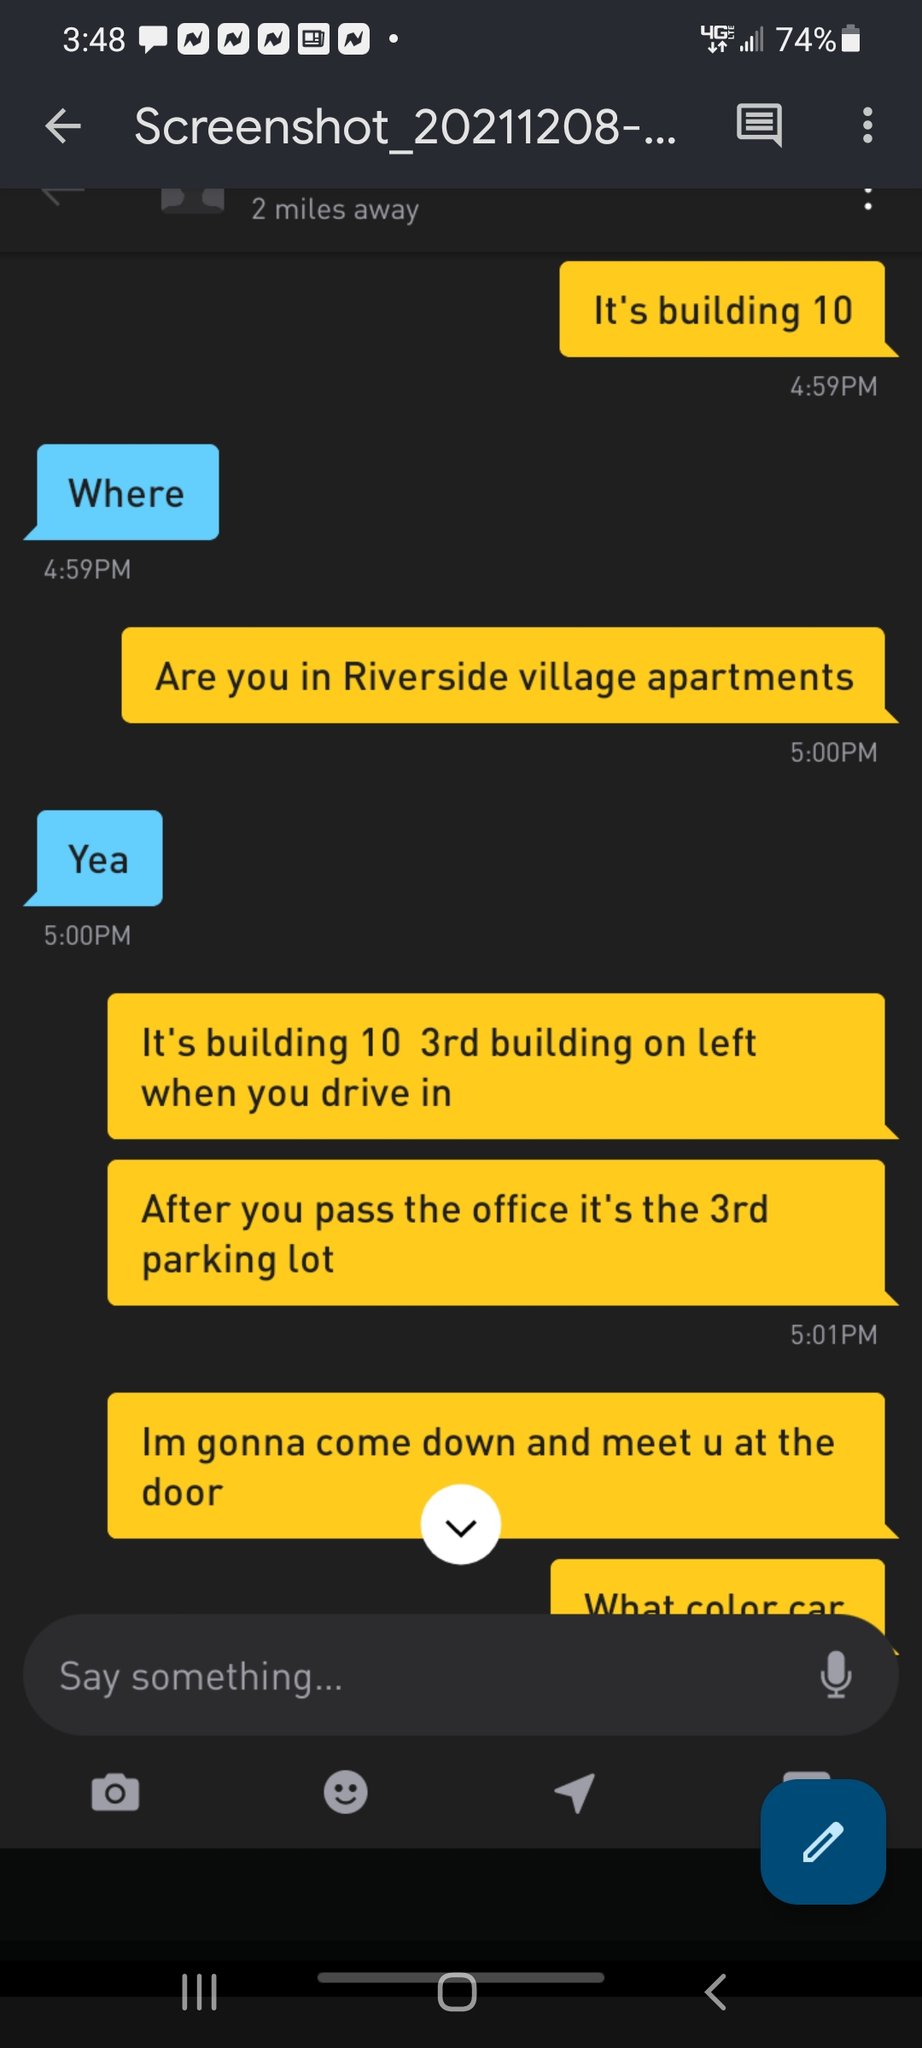 3:48
4G 74%
Screenshot_20211208-...
2 miles away
It's building 10
4:59PM
Where
4:59PM
Are you in Riverside village apartments
5:00PM
Yea
5:00PM
It's building 10  3rd building on left
when you drive in
After you pass the office it's the 3rd
parking lot
5:01PM
Im gonna come down and meet u at the
door
What color car
Say something...